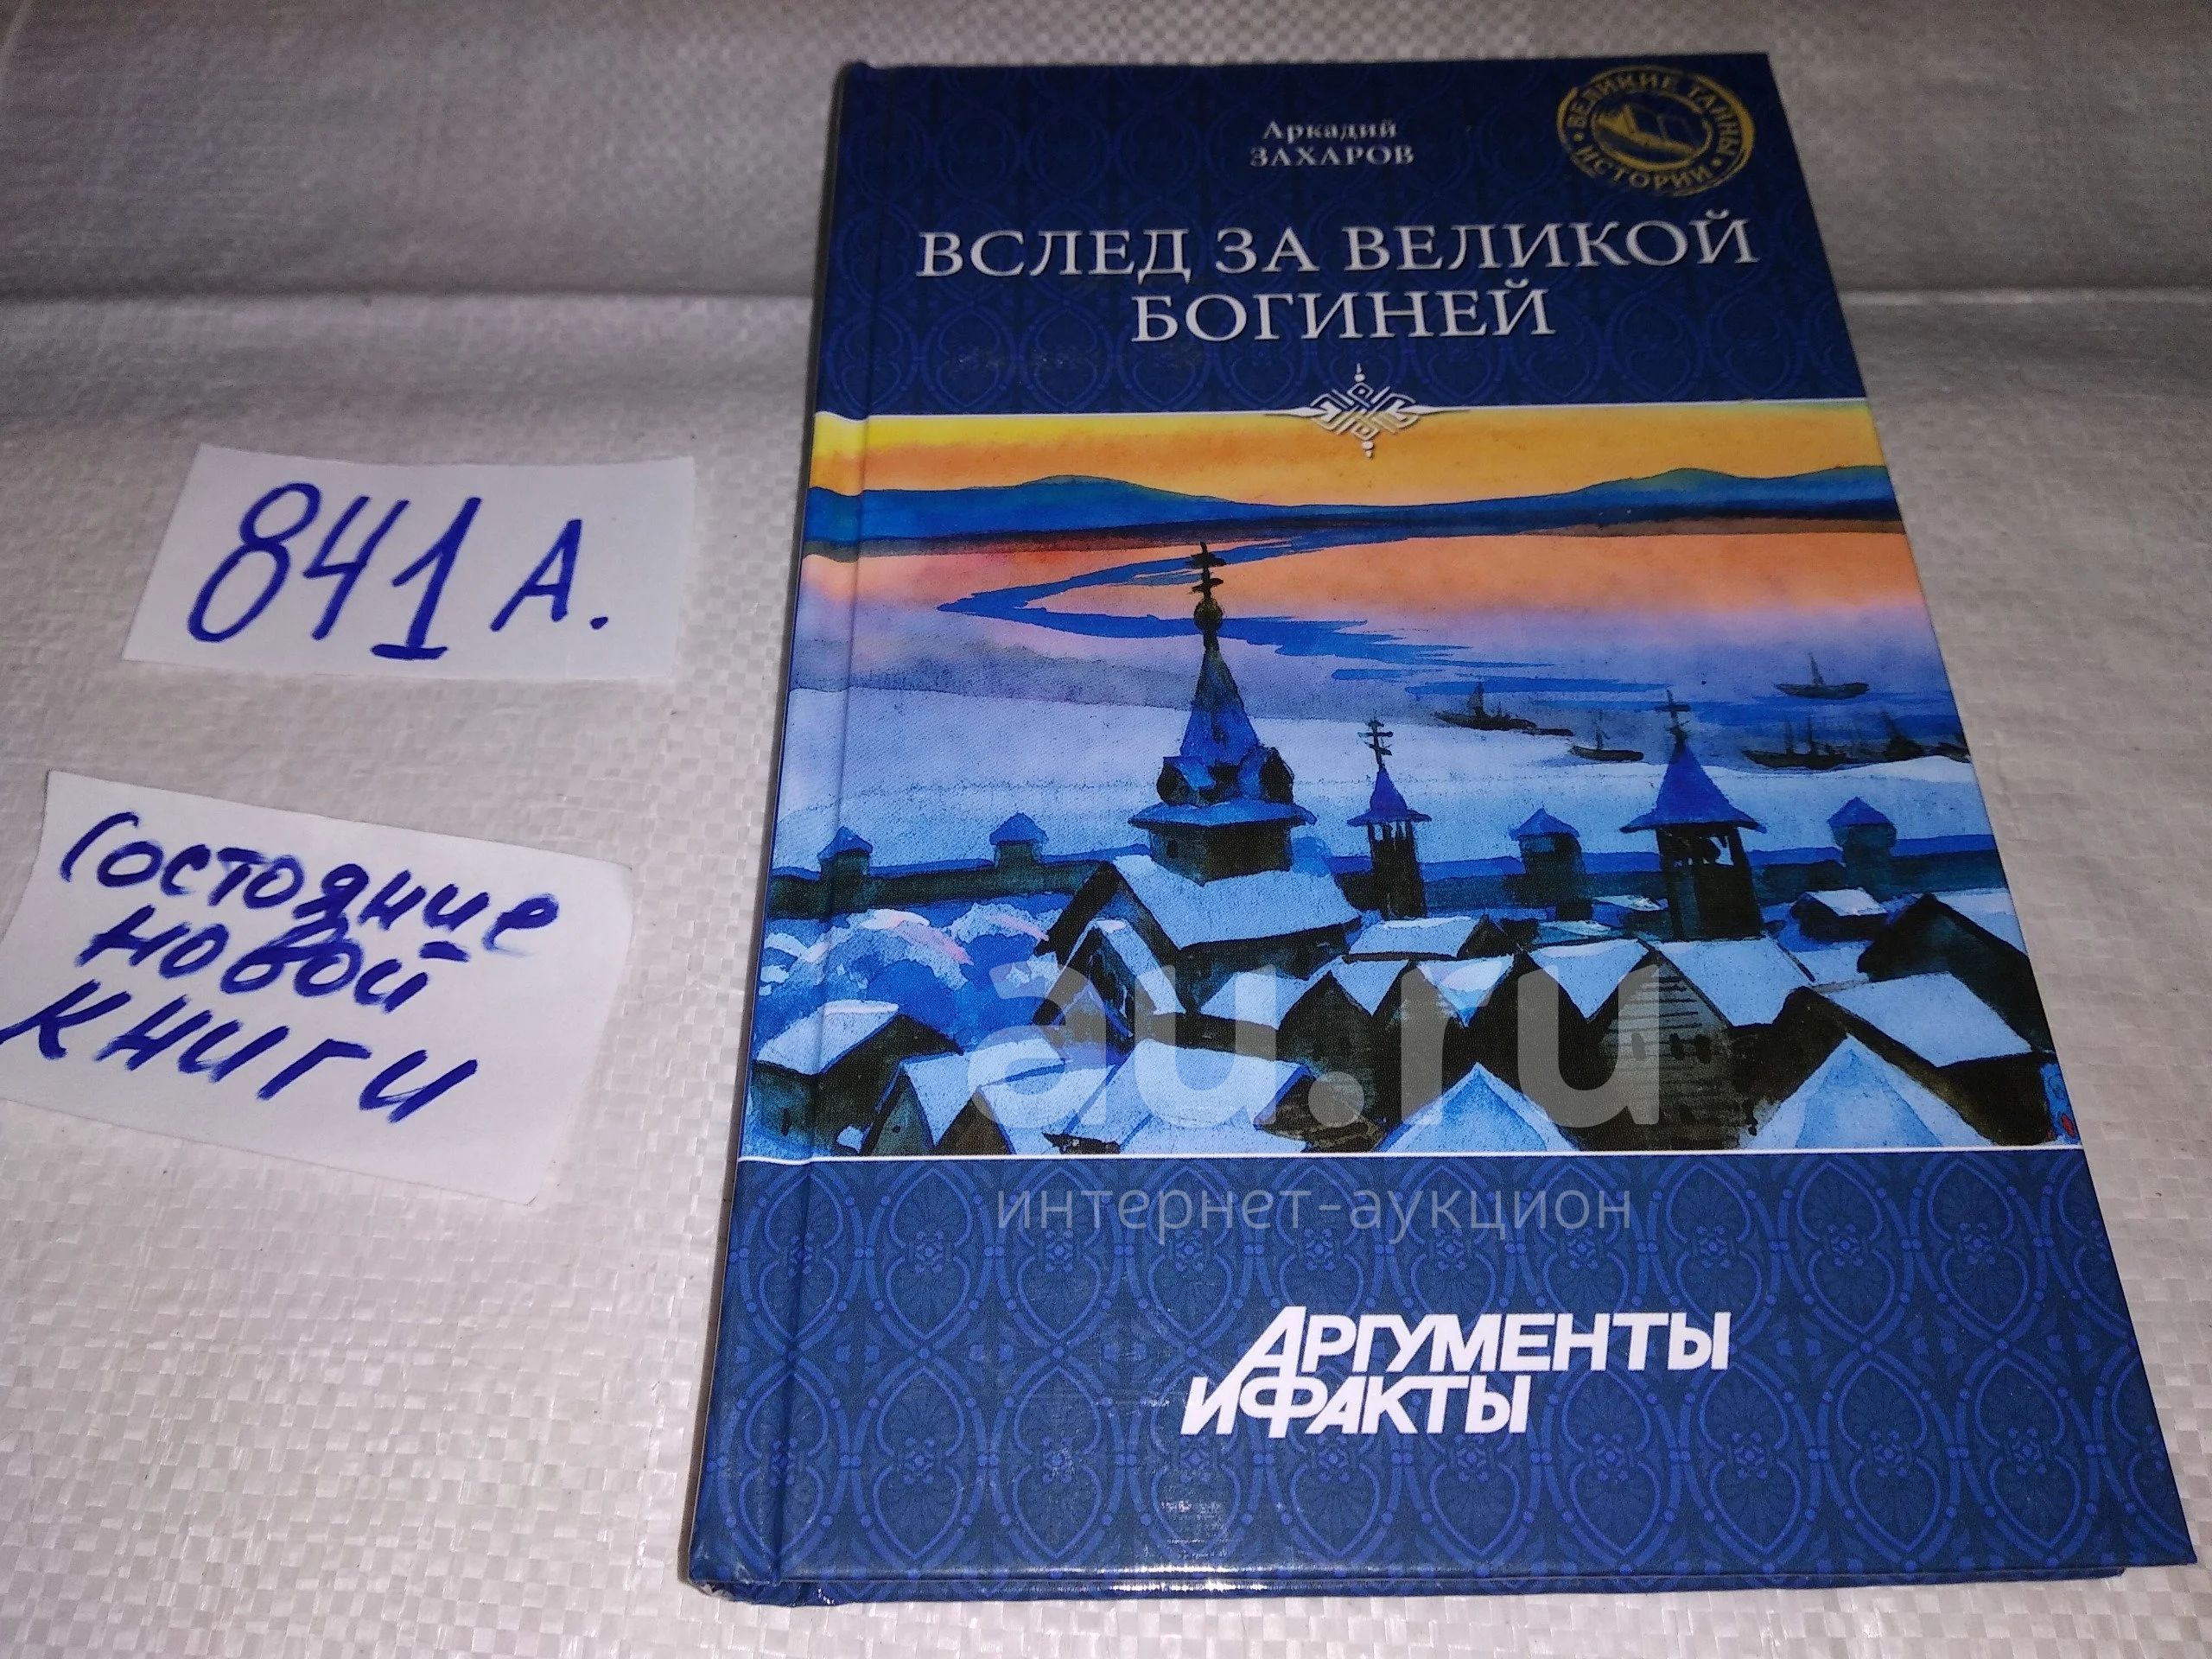 Аркадий
ЗАХАРОВ
ВЕЛИКИЕ ТАЙНЫ
ИСТОРИИ
ВСЛЕД ЗА ВЕЛИКОЙ
БОГИНЕЙ
841 А.
Состояние
новой
книги
au.ru
интернет-аукцион
АРГУМЕНТЫ
И ФАКТЫ